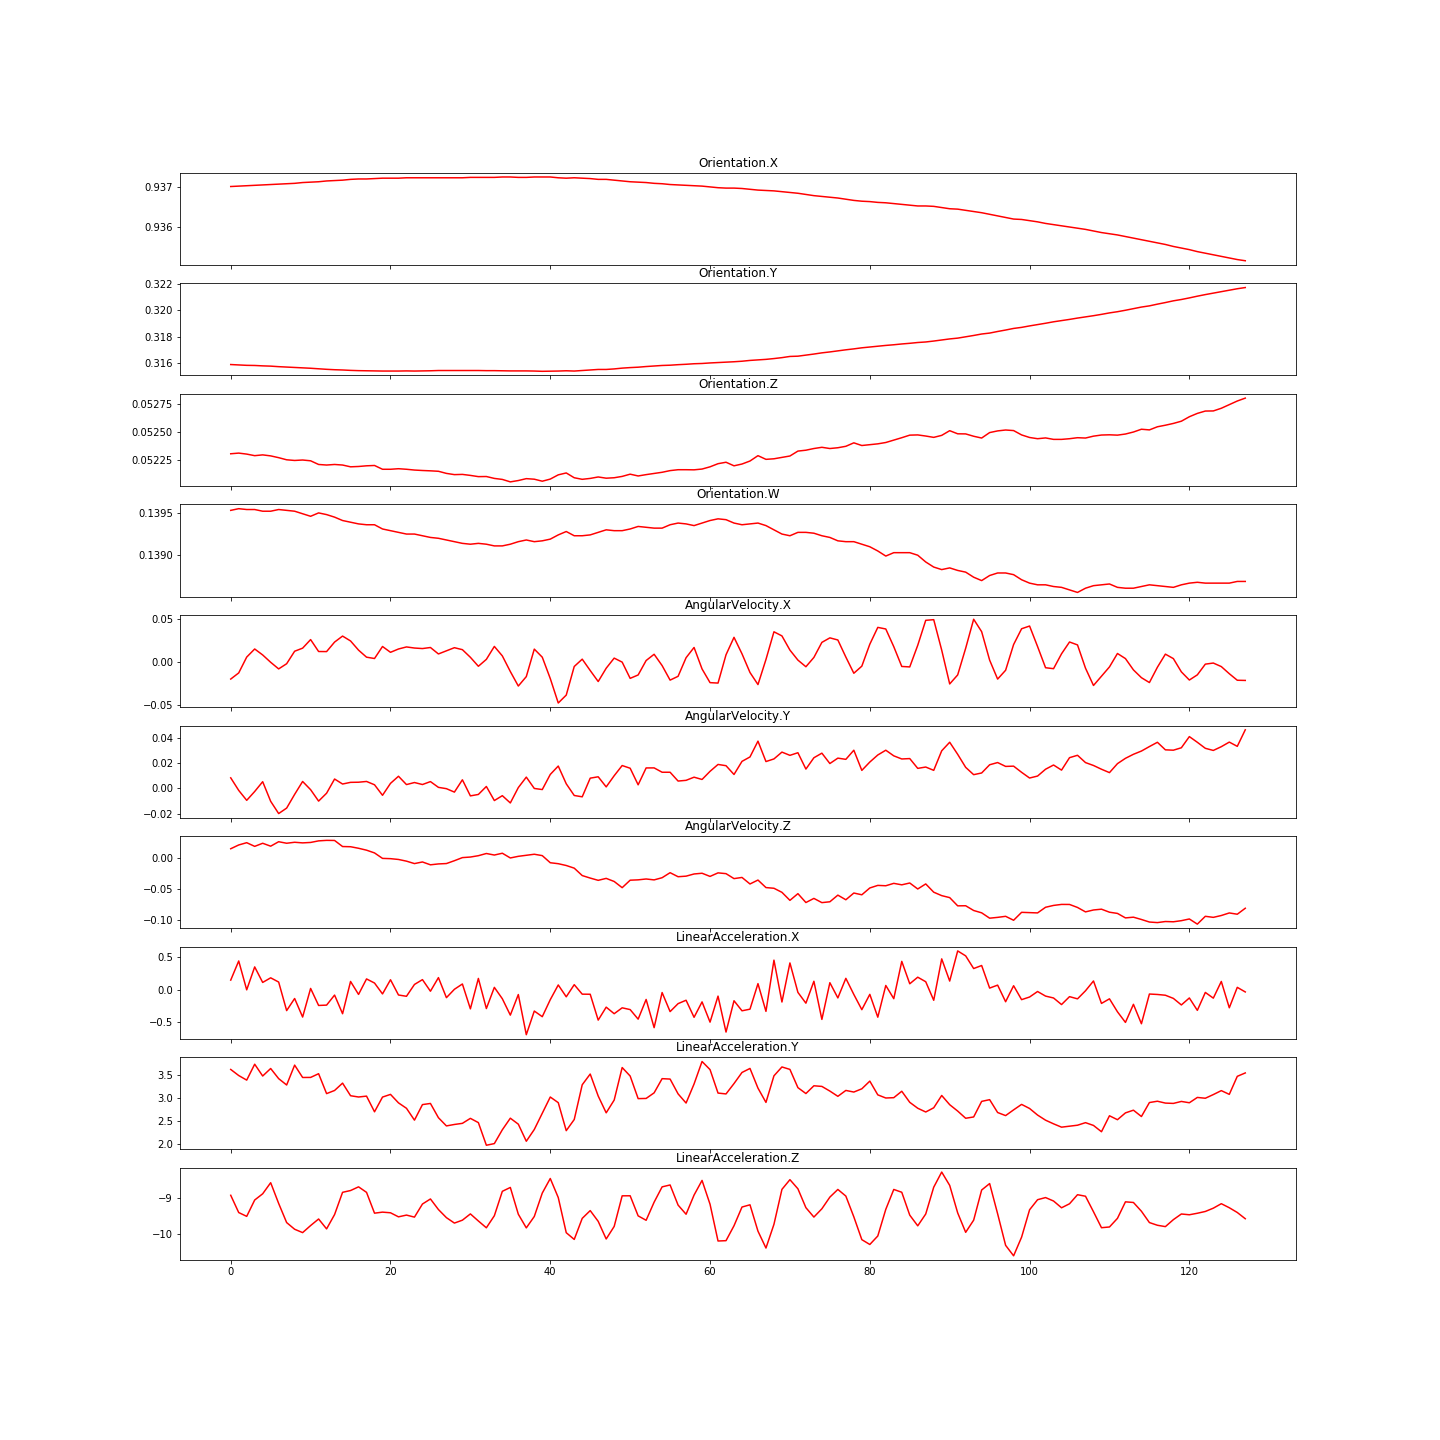 Orientation.X
0.937
0.936
Orientation.Y
0.322
0.320
0.318
0.316
Orientation.Z
0.05275
0.05250
0.05225
Orientation.W
0.1395
0.1390
AngularVelocity.X
0.05
0.00
−0.05
AngularVelocity.Y
0.04
0.02
0.00
−0.02
AngularVelocity.Z
0.00
−0.05
−0.10
LinearAcceleration.X
0.5
0.0
−0.5
LinearAcceleration.Y
3.5
3.0
2.5
2.0
LinearAcceleration.Z
−9
−10
0 20 40 60 80 100 120